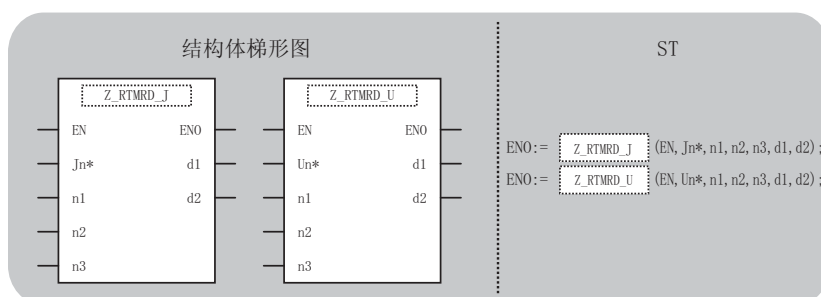 结构体梯形图
ST
Z_RTMRD_J
EN ENO
Jn* d1
n1 d2
n2
n3
Z_RTMRD_U
EN ENO
Un* d1
n1 d2
n2
n3
ENO:= Z_RTMRD_J (EN,Jn*,n1,n2,n3,d1,d2);
ENO:= Z_RTMRD_U (EN,Un*,n1,n2,n3,d1,d2);